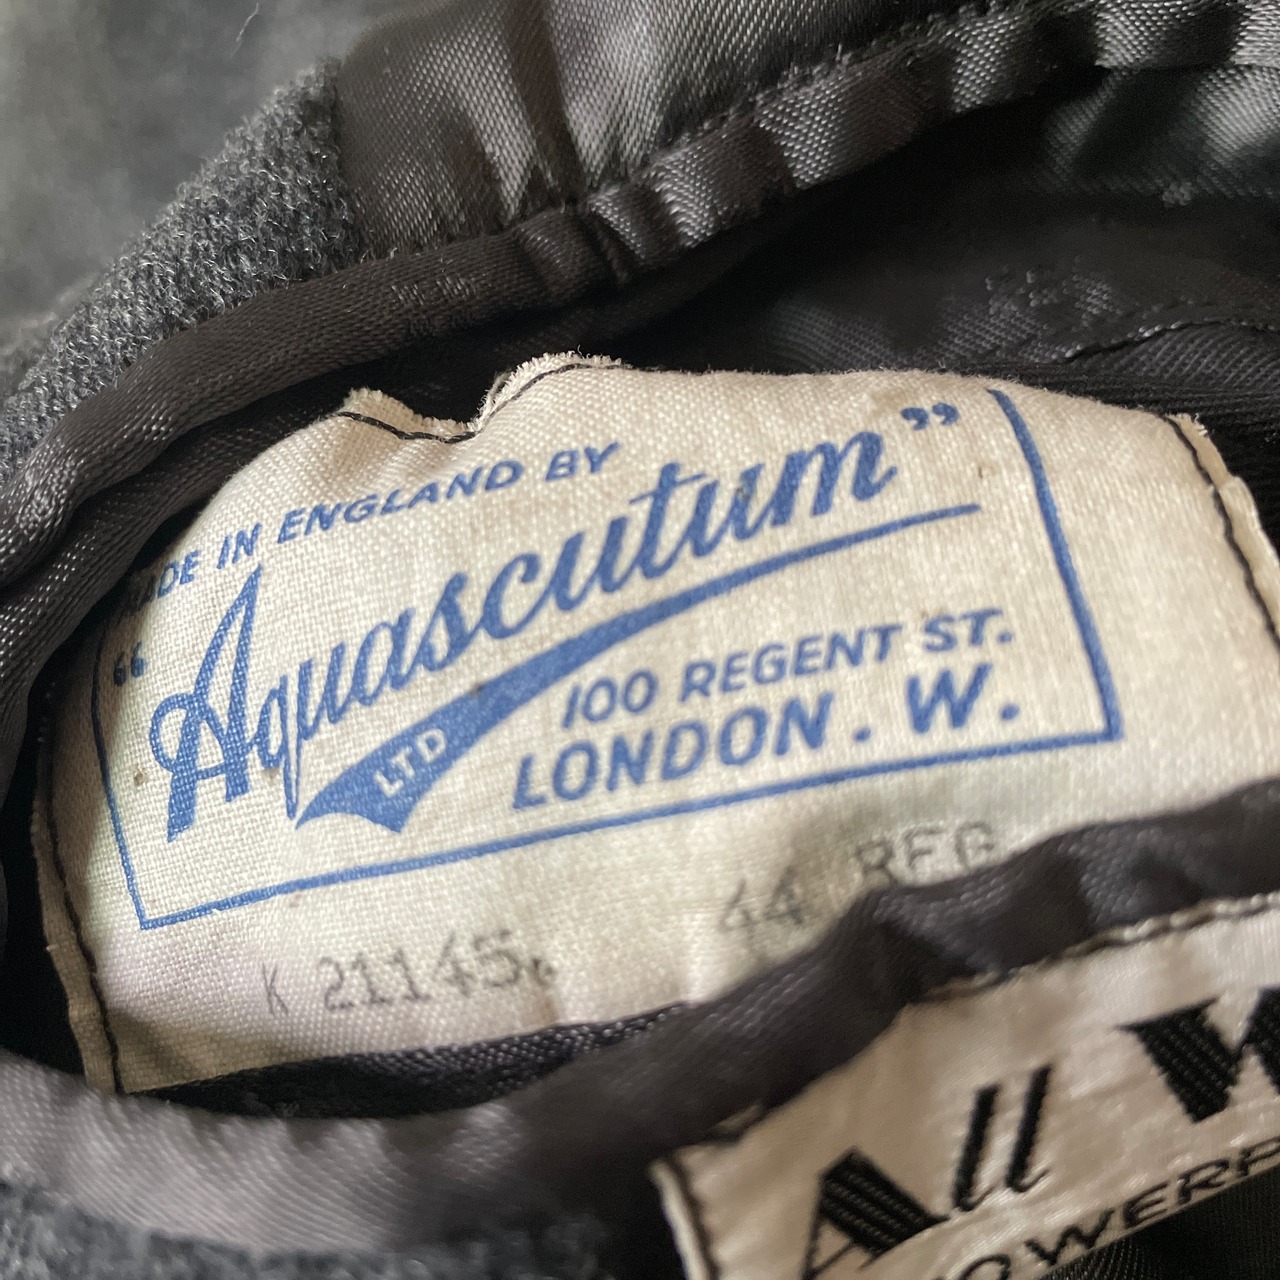 MADE IN ENGLAND BY
“Aquascutum”
LTD
100 REGENT ST.
LONDON. W.
K 21145. 44 REG
All